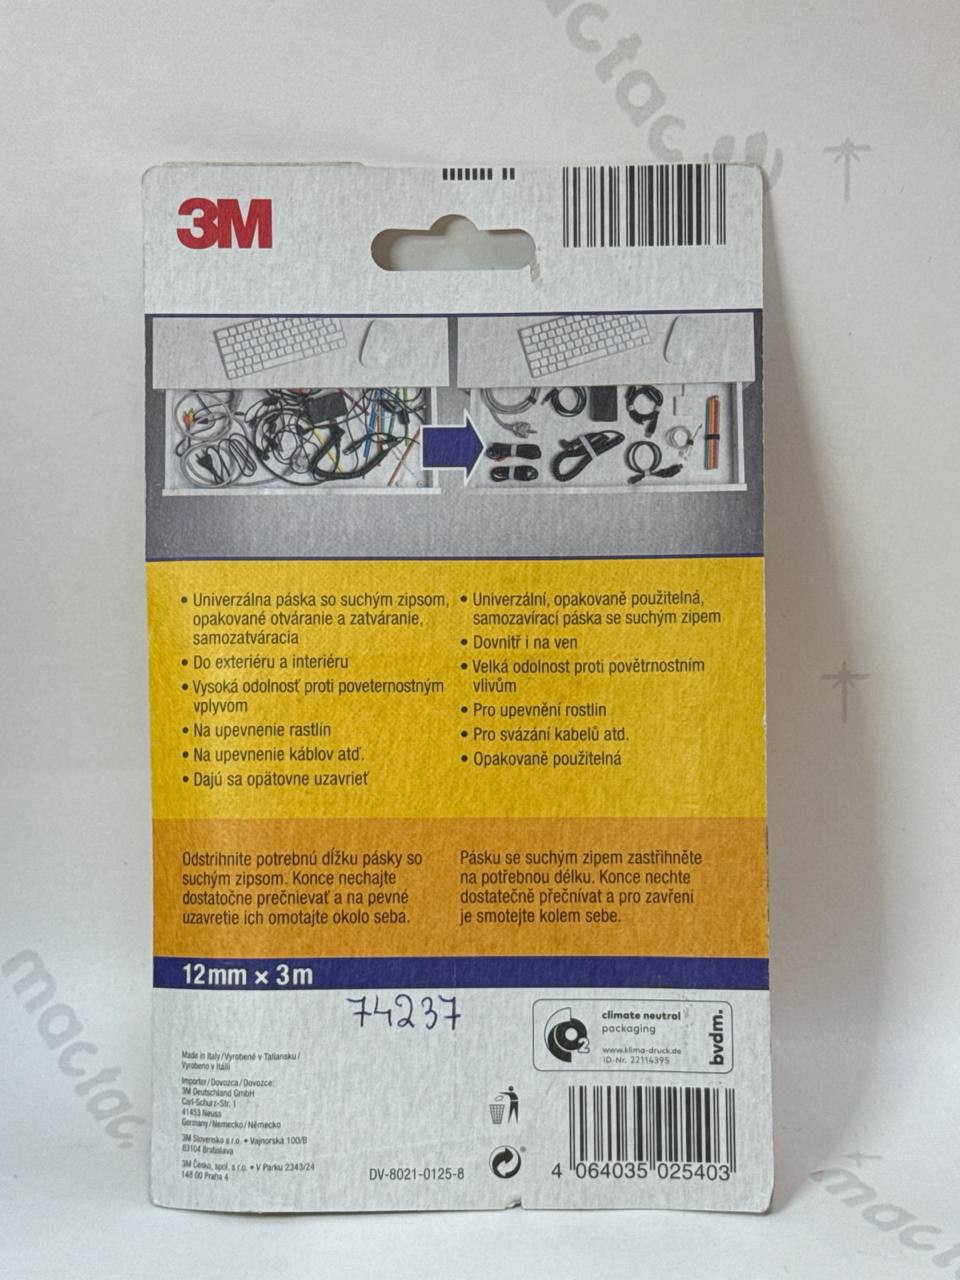 mactac.
3M
• Univerzálna páska so suchým zipsom,
opakované otváranie a zatváranie,
samozatváracia
• Do exteriéru a interiéru
• Vysoká odolnosť proti poveternostným
vplyvom
• Na upevnenie rastlín
• Na upevnenie káblov atď.
• Dajú sa opätovne uzavrieť
• Univerzální, opakovaně použitelná,
samozavírací páska se suchým zipem
• Dovnitř i na ven
• Velká odolnost proti povětrnostním
vlivům
• Pro upevnění rostlin
• Pro svázání kabelů atd.
• Opakovaně použitelná
Odstrihnite potrebnú dĺžku pásky so
suchým zipsom. Konce nechajte
dostatočne prečnievať a na pevné
uzavretie ich omotajte okolo seba.
Pásku se suchým zipem zastřihněte
na potřebnou délku. Konce nechte
dostatečně přečnívat a pro zavření
je smotejte kolem sebe.
12mm x 3m
74237
climate neutral
packaging
www.klima-druck.de
ID-Nr. 22114395
bvdm.
Made in Italy/Vyrobené v Taliansku/
Vyrobeno v Itálii
Importer/Dovozca/Dovozce:
3M Deutschland GmbH
Carl-Schurz-Str. 1
41453 Neuss
Germany/Nemecko/Německo
3M Slovensko s.r.o. • Vajnorská 100/B
83104 Bratislava
3M Česko, spol. s r.o. • V Parku 2343/24
148 00 Praha 4
DV-8021-0125-8
4 064035 025403
mactac.
mactac